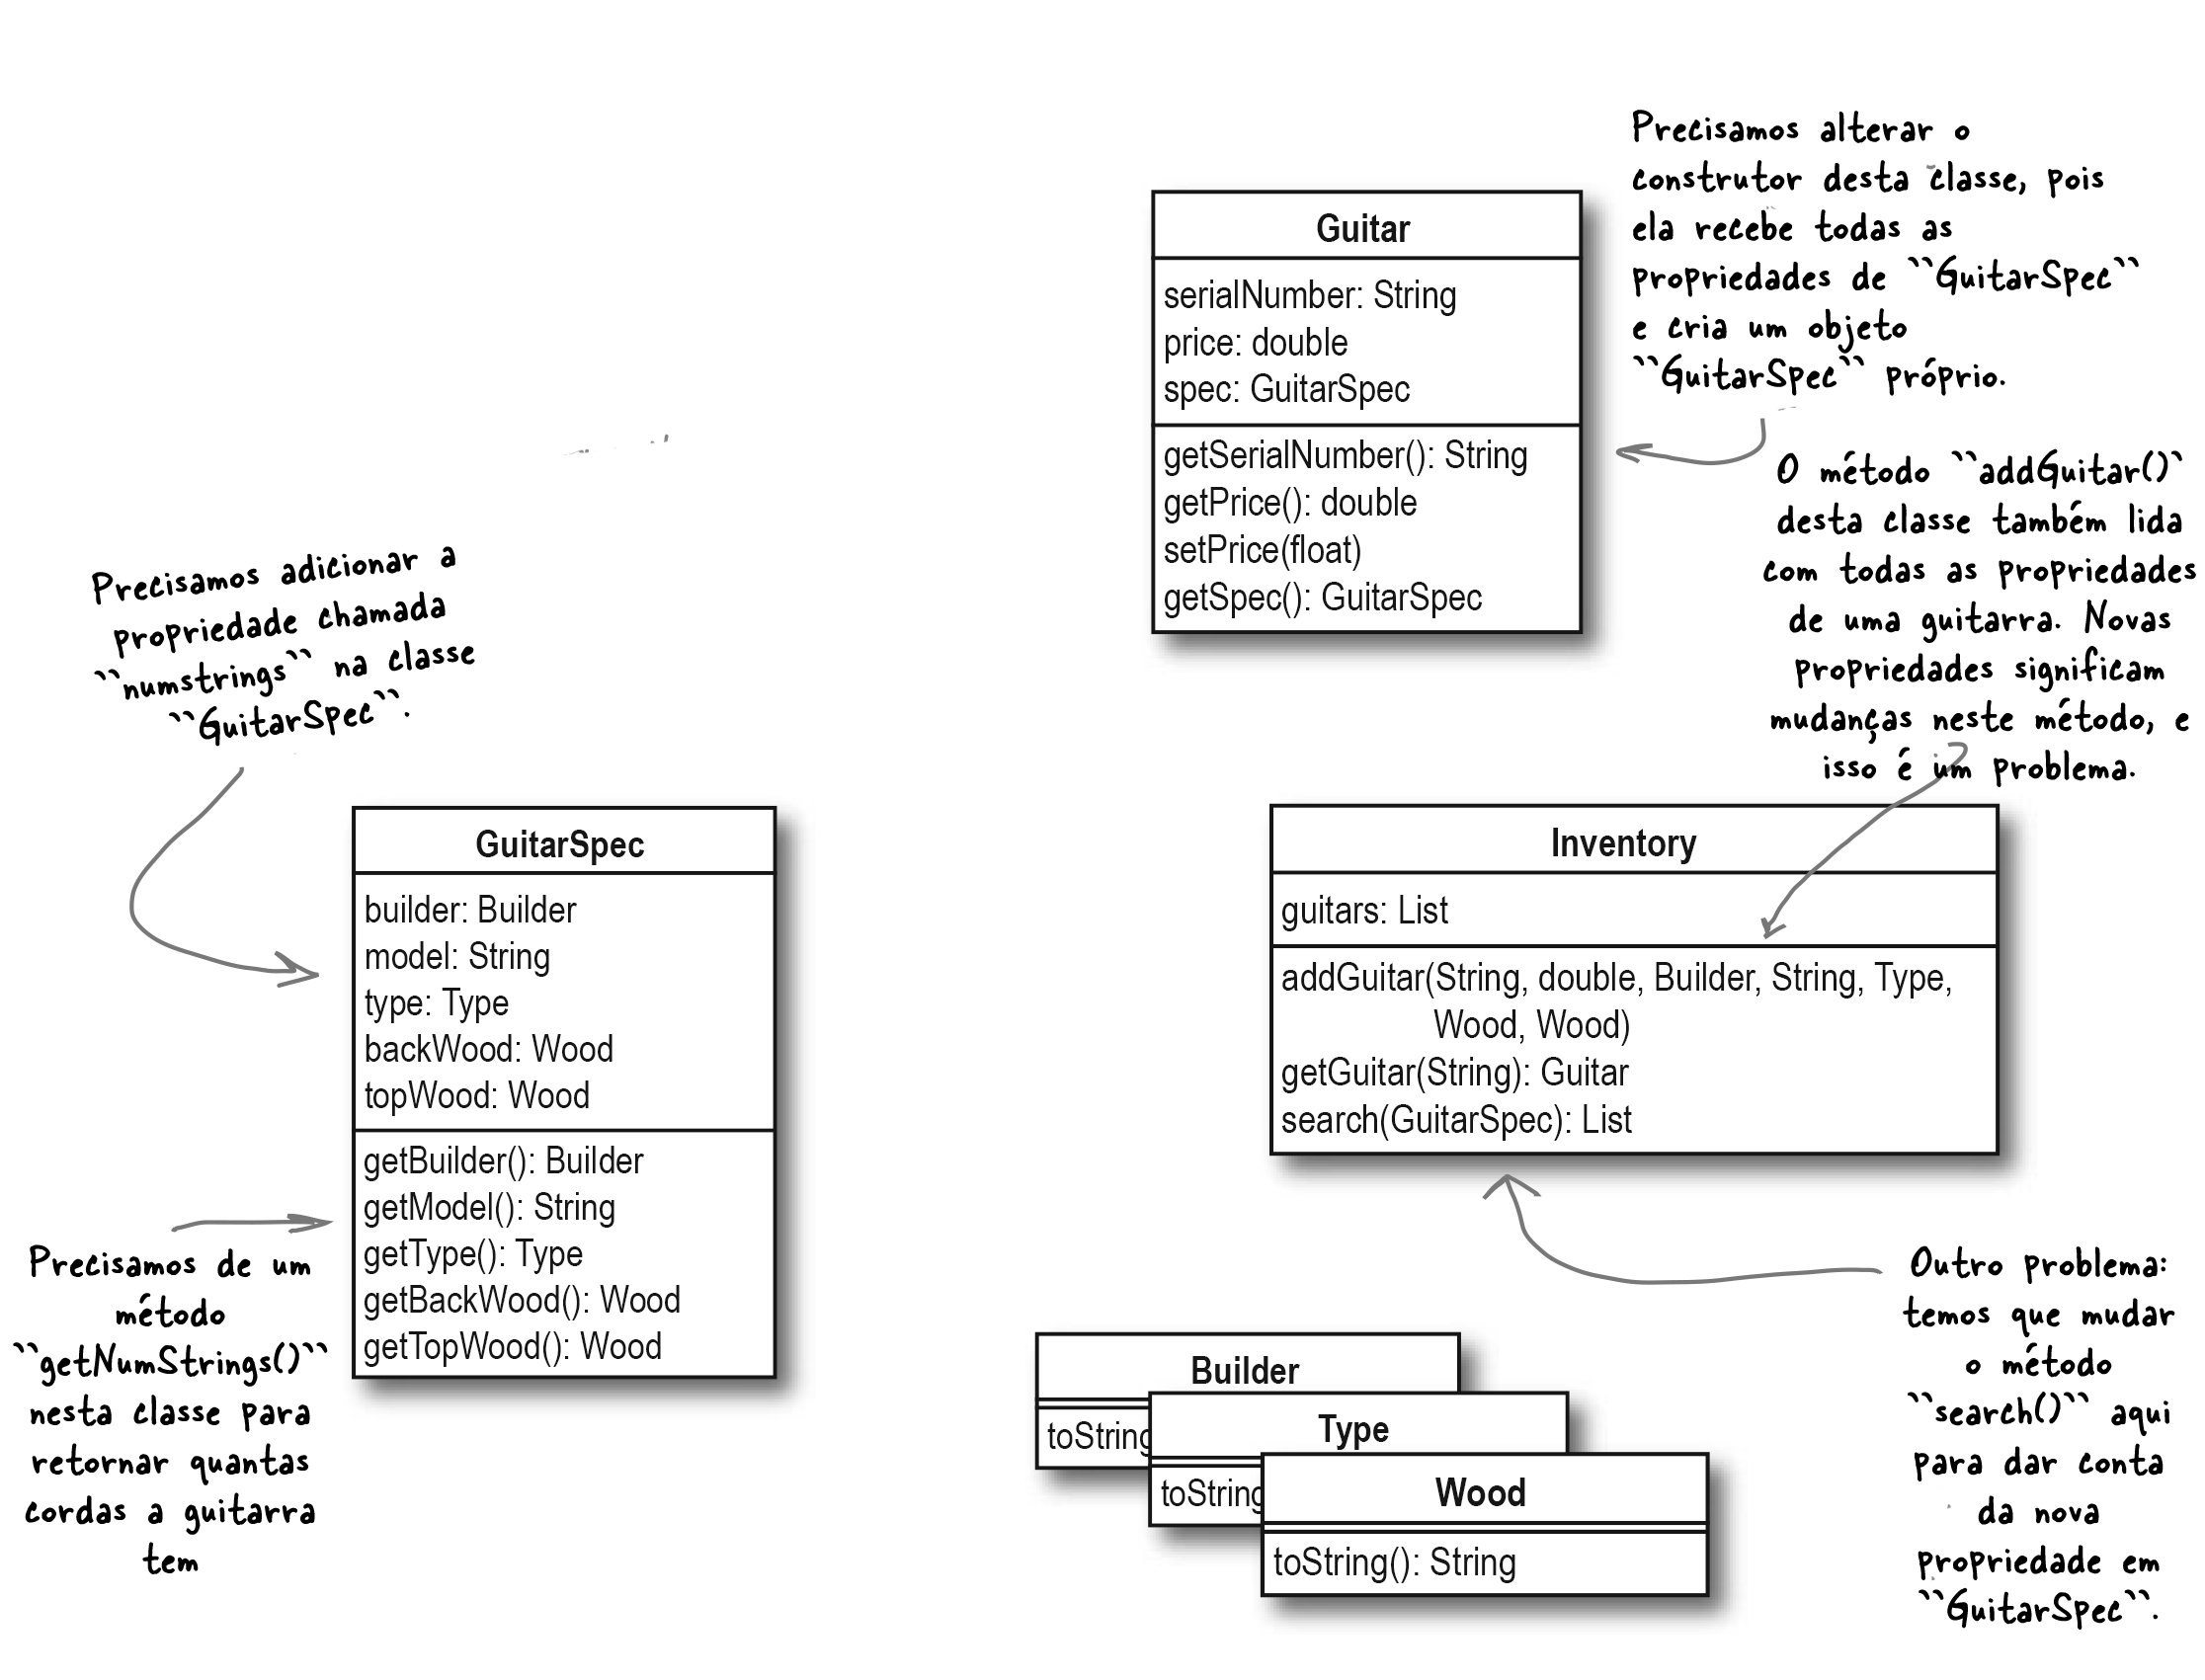 Precisamos alterar o
construtor desta classe, pois
ela recebe todas as
propriedades de ``GuitarSpec``
e cria um objeto
``GuitarSpec`` próprio.
Guitar
serialNumber: String
price: double
spec: GuitarSpec
getSerialNumber(): String
getPrice(): double
setPrice(float)
getSpec(): GuitarSpec
O método ``addGuitar()`
desta classe também lida
com todas as propriedades
de uma guitarra. Novas
propriedades significam
mudanças neste método, e
isso é um problema.
Precisamos adicionar a
propriedade chamada
``numstrings`` na classe
``GuitarSpec``.
GuitarSpec
builder: Builder
model: String
type: Type
backWood: Wood
topWood: Wood
getBuilder(): Builder
getModel(): String
getType(): Type
getBackWood(): Wood
getTopWood(): Wood
Inventory
guitars: List
addGuitar(String, double, Builder, String, Type,
Wood, Wood)
getGuitar(String): Guitar
search(GuitarSpec): List
Precisamos de um
método
``getNumStrings()``
nesta classe para
retornar quantas
cordas a guitarra
tem
Outro problema:
temos que mudar
o método
``search()`` aqui
para dar conta
da nova
propriedade em
``GuitarSpec``.
Builder
toString
Type
toString
Wood
toString(): String